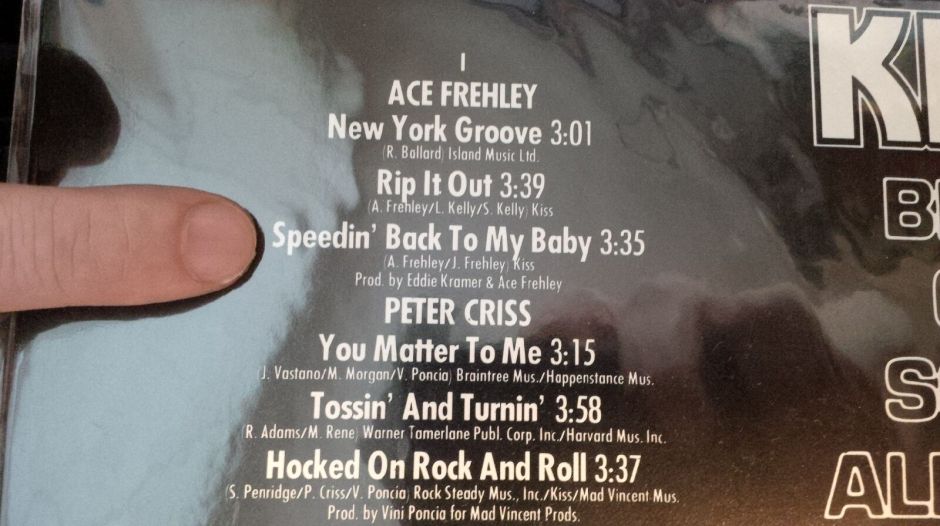 I
ACE FREHLEY
New York Groove 3:01
(R. Ballard) Island Music Ltd.
Rip It Out 3:39
(A. Frehley/L. Kelly/S. Kelly) Kiss
Speedin' Back To My Baby 3:35
(A. Frehley/J. Frehley) Kiss
Prod. by Eddie Kramer & Ace Frehley
PETER CRISS
You Matter To Me 3:15
(J. Vastano/M. Morgan/V. Poncia) Braintree Mus./Happenstance Mus.
Tossin' And Turnin' 3:58
(R. Adams/M. Rene) Warner Tamerlane Publ. Corp. Inc./Harvard Mus. Inc.
Hocked On Rock And Roll 3:37
(S. Penridge/P. Criss/V. Poncia) Rock Steady Mus., Inc./Kiss/Mad Vincent Mus.
Prod. by Vini Poncia for Mad Vincent Prods.